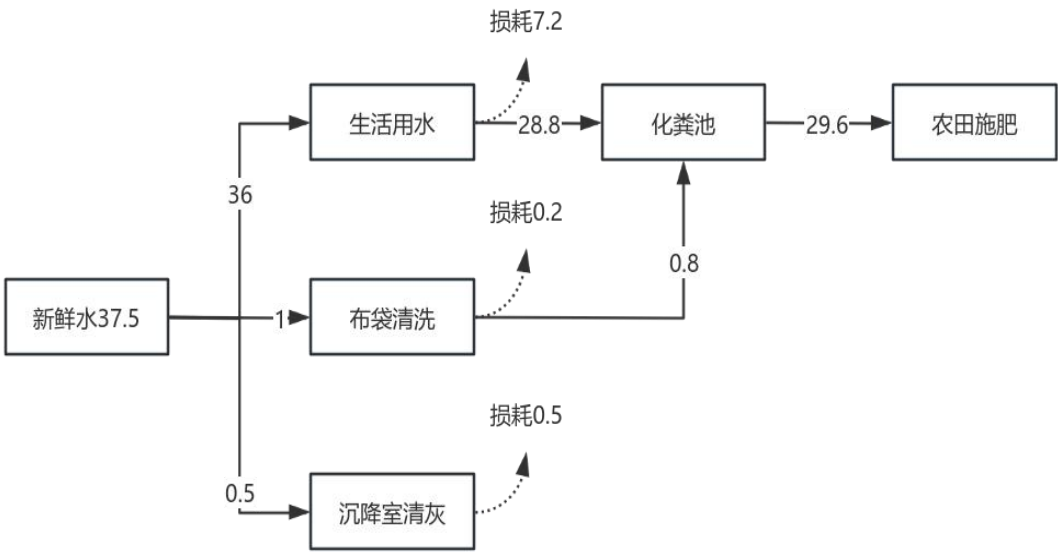 损耗7.2
生活用水
28.8
化粪池
29.6
农田施肥
36
损耗0.2
0.8
新鲜水37.5
1
布袋清洗
损耗0.5
0.5
沉降室清灰